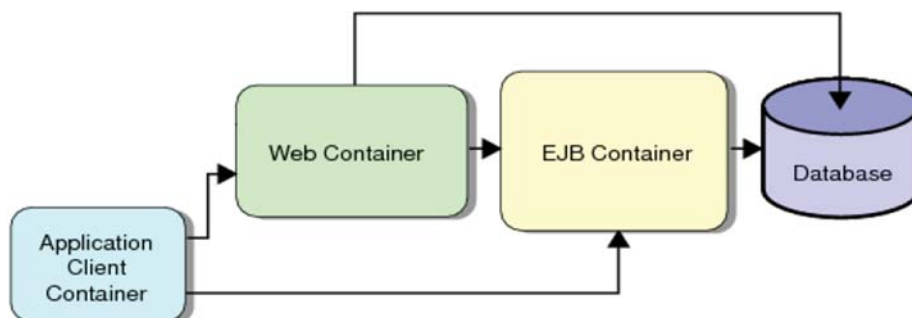 Web Container
EJB Container
Database
Application
Client
Container